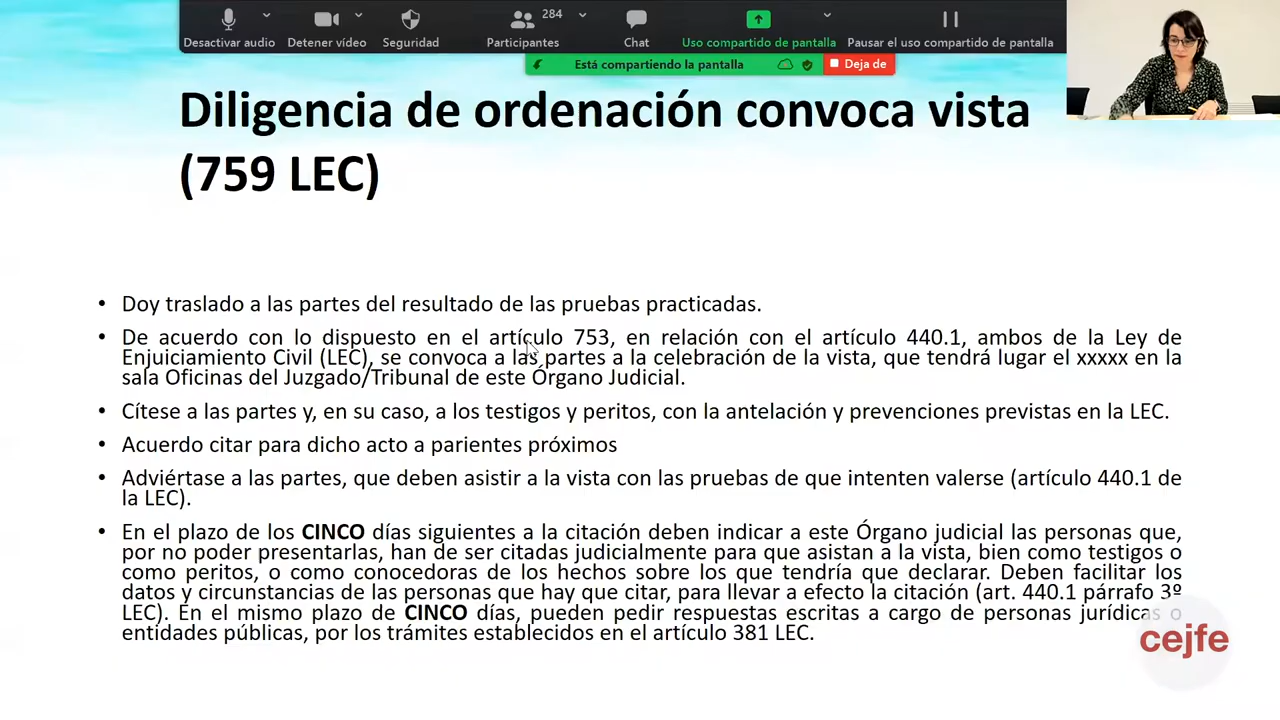 284
Desactivar audio
Detener vídeo
Seguridad
Participantes
Chat
Uso compartido de pantalla
Pausar el uso compartido de pantalla
Está compartiendo la pantalla
Deja de
Diligencia de ordenación convoca vista
(759 LEC)
• Doy traslado a las partes del resultado de las pruebas practicadas.
• De acuerdo con lo dispuesto en el artículo 753, en relación con el artículo 440.1, ambos de la Ley de
Enjuiciamiento Civil (LEC), se convoca a las partes a la celebración de la vista, que tendrá lugar el xxxxx en la
sala Oficinas del Juzgado/Tribunal de este Órgano Judicial.
• Cítese a las partes y, en su caso, a los testigos y peritos, con la antelación y prevenciones previstas en la LEC.
• Acuerdo citar para dicho acto a parientes próximos
• Adviértase a las partes, que deben asistir a la vista con las pruebas de que intenten valerse (artículo 440.1 de
la LEC).
• En el plazo de los CINCO días siguientes a la citación deben indicar a este Órgano judicial las personas que,
por no poder presentarlas, han de ser citadas judicialmente para que asistan a la vista, bien como testigos o
como peritos, o como conocedoras de los hechos sobre los que tendría que declarar. Deben facilitar los
datos y circunstancias de las personas que hay que citar, para llevar a efecto la citación (art. 440.1 párrafo 3º
LEC). En el mismo plazo de CINCO días, pueden pedir respuestas escritas a cargo de personas jurídicas o
entidades públicas, por los trámites establecidos en el artículo 381 LEC.
cejfe